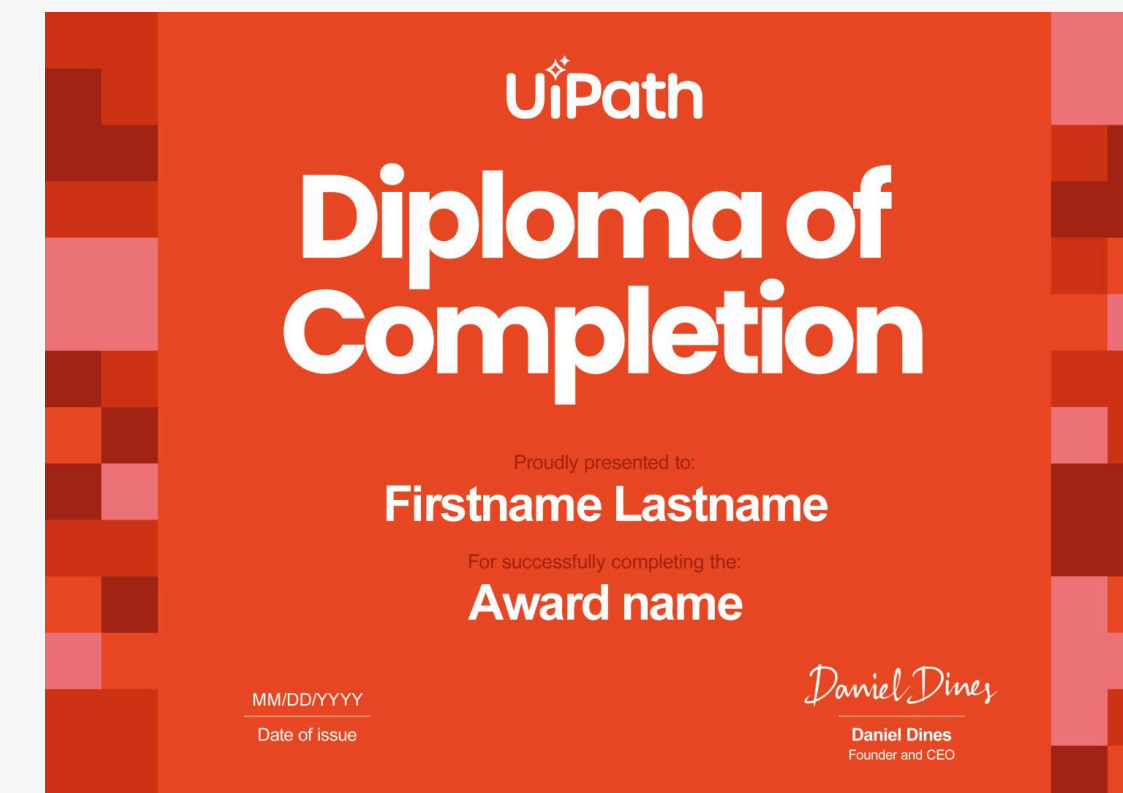 UiPath
Diploma of
Completion
Proudly presented to:
Firstname Lastname
For successfully completing the:
Award name
MM/DD/YYYY
Date of issue
Daniel Dines
Daniel Dines
Founder and CEO